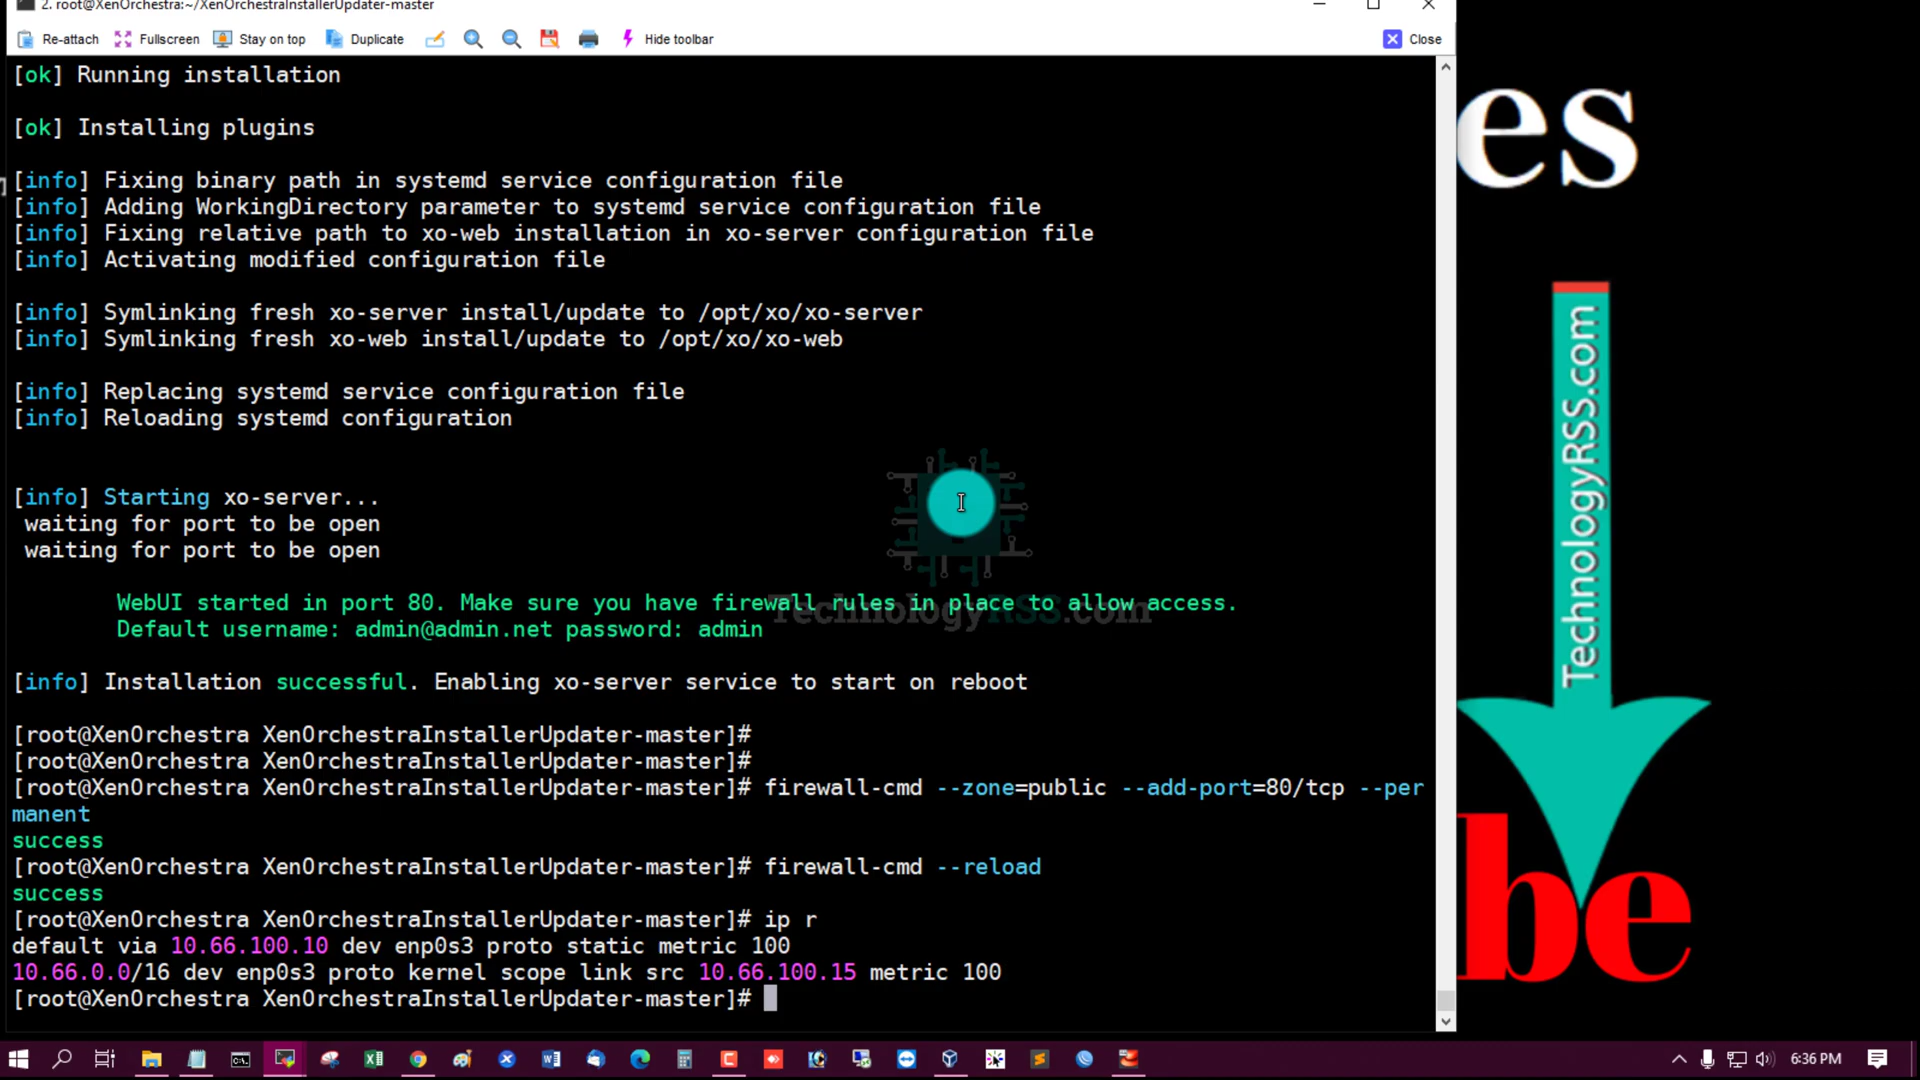 2. root@XenOrchestra:~/XenOrchestraInstallerUpdater-master
Re-attach Fullscreen Stay on top Duplicate Hide toolbar Close
[ok] Running installation
[ok] Installing plugins
[info] Fixing binary path in systemd service configuration file
[info] Adding WorkingDirectory parameter to systemd service configuration file
[info] Fixing relative path to xo-web installation in xo-server configuration file
[info] Activating modified configuration file
[info] Symlinking fresh xo-server install/update to /opt/xo/xo-server
[info] Symlinking fresh xo-web install/update to /opt/xo/xo-web
[info] Replacing systemd service configuration file
[info] Reloading systemd configuration
[info] Starting xo-server...
waiting for port to be open
waiting for port to be open
WebUI started in port 80. Make sure you have firewall rules in place to allow access.
Default username: admin@admin.net password: admin
[info] Installation successful. Enabling xo-server service to start on reboot
[root@XenOrchestra XenOrchestraInstallerUpdater-master]#
[root@XenOrchestra XenOrchestraInstallerUpdater-master]#
[root@XenOrchestra XenOrchestraInstallerUpdater-master]# firewall-cmd --zone=public --add-port=80/tcp --per
manent
success
[root@XenOrchestra XenOrchestraInstallerUpdater-master]# firewall-cmd --reload
success
[root@XenOrchestra XenOrchestraInstallerUpdater-master]# ip r
default via 10.66.100.10 dev enp0s3 proto static metric 100
10.66.0.0/16 dev enp0s3 proto kernel scope link src 10.66.100.15 metric 100
[root@XenOrchestra XenOrchestraInstallerUpdater-master]#
TechnologyRSS.com
es
TechnologyRSS.com
be
6:36 PM